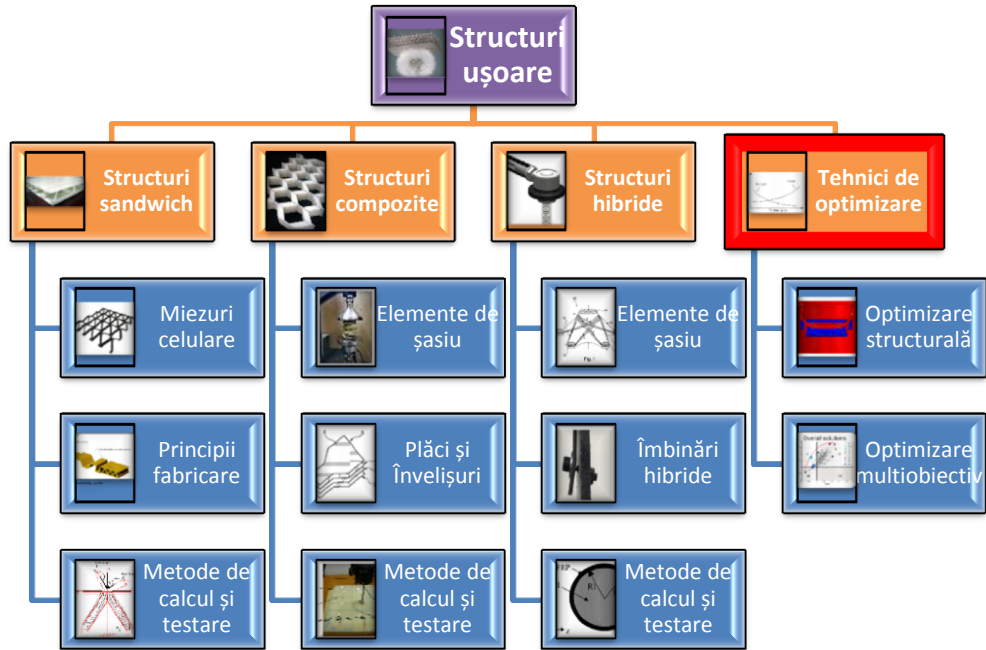 Structuri
ușoare
Structuri
sandwich
Structuri
compozite
Structuri
hibride
Tehnici de
optimizare
Miezuri
celulare
Elemente de
șasiu
Elemente de
șasiu
Optimizare
structurală
Principii
fabricare
Plăci și
Învelișuri
Îmbinări
hibride
Optimizare
multiobiectiv
Metode de
calcul și
testare
Metode de
calcul și
testare
Metode de
calcul și
testare